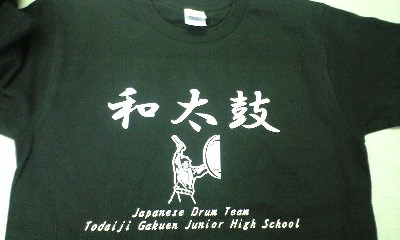 和太鼓
Japanese Drum Team
Todaiji Gakuen Junior High School